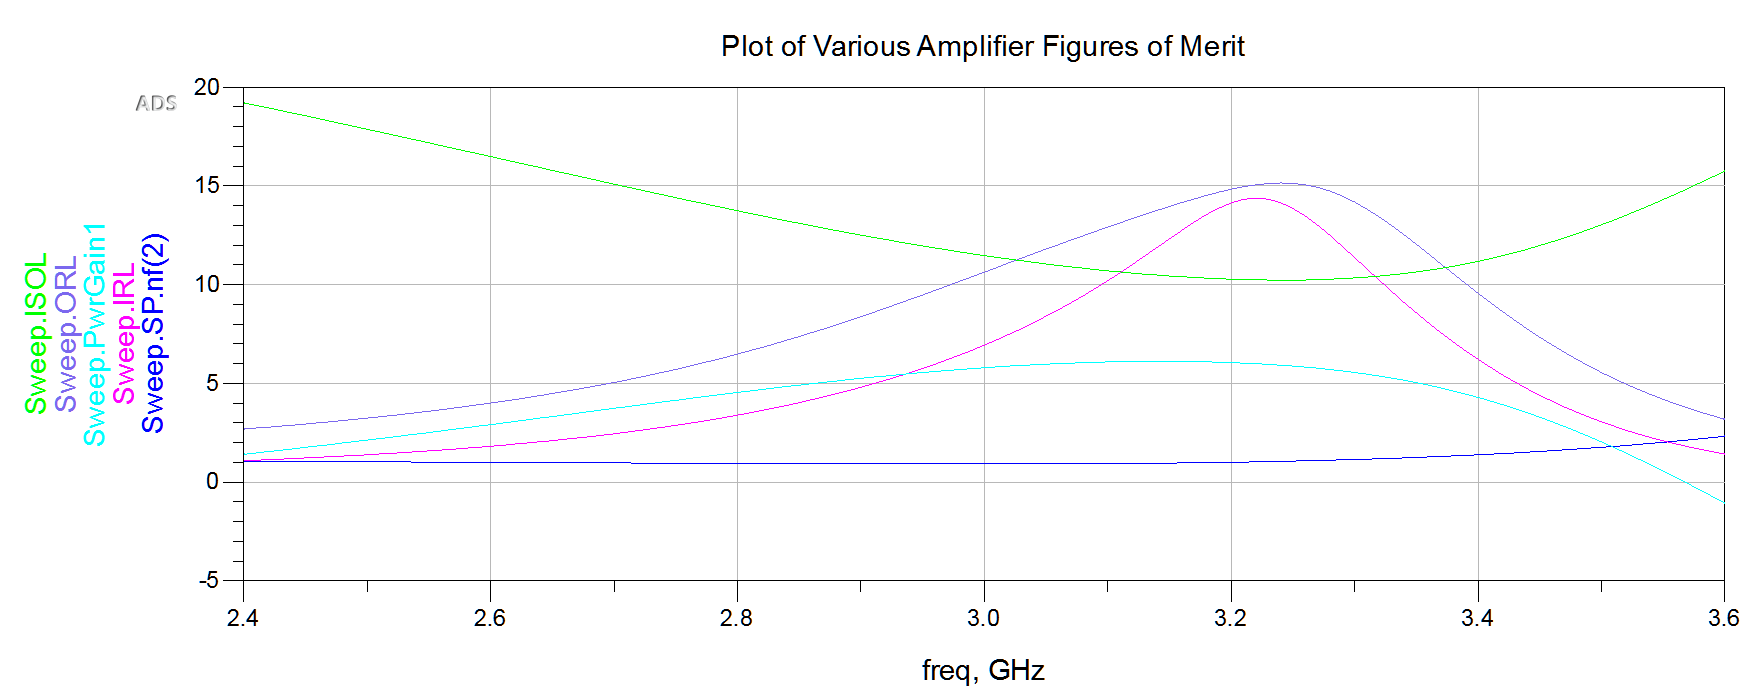 Plot of Various Amplifier Figures of Merit
ADS
Sweep.ISOL
Sweep.ORL
Sweep.PwrGain1
Sweep.IRL
Sweep.SP.nf(2)
20
15
10
5
0
-5
2.4 2.6 2.8 3.0 3.2 3.4 3.6
freq, GHz